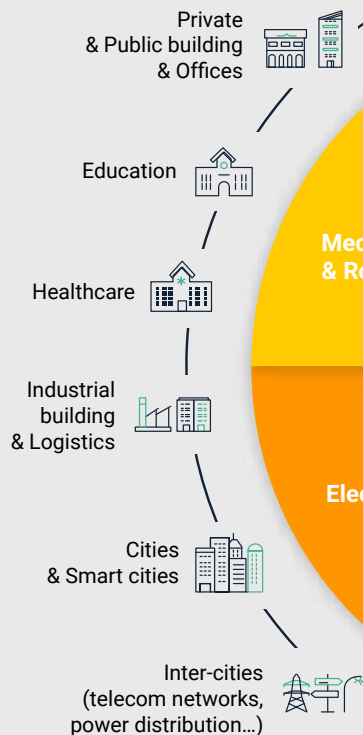 Private
& Public building
& Offices
Education
Healthcare
Industrial
building
& Logistics
Cities
& Smart cities
Inter-cities
(telecom networks,
power distribution...)
&